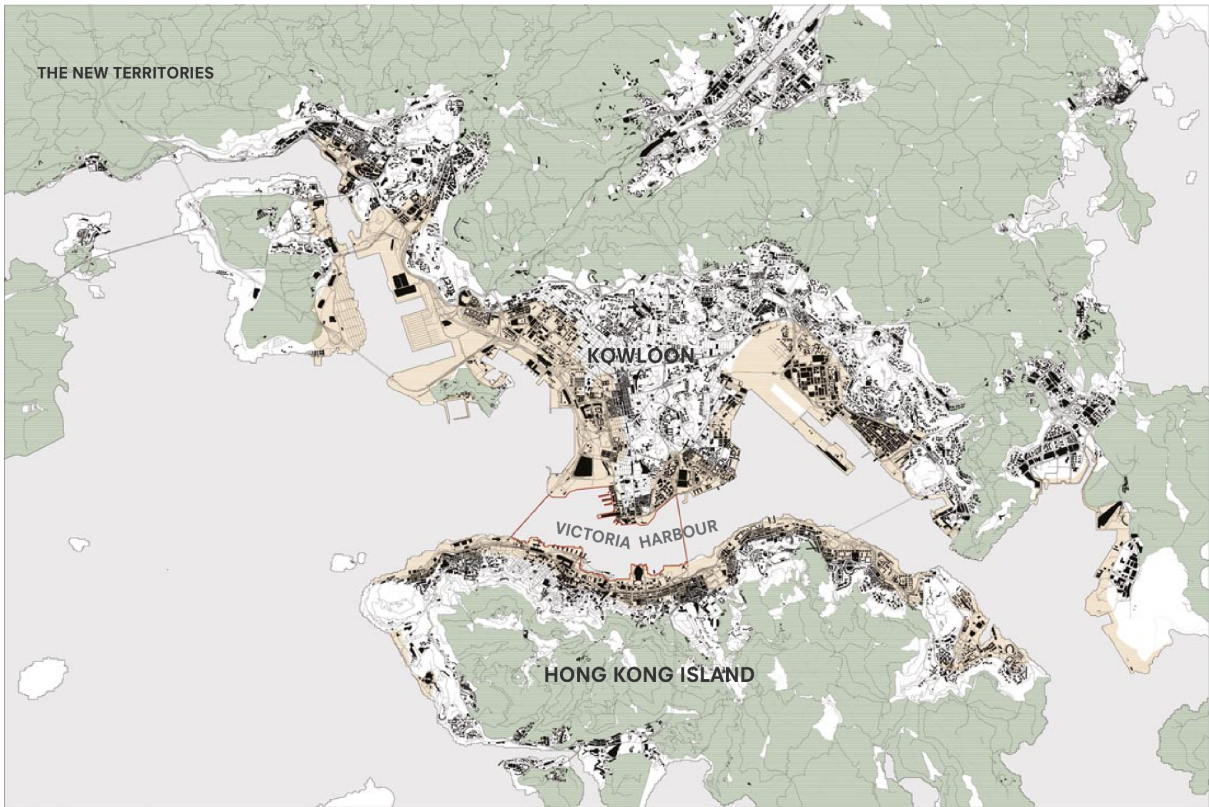 THE NEW TERRITORIES
KOWLOON
VICTORIA HARBOUR
HONG KONG ISLAND